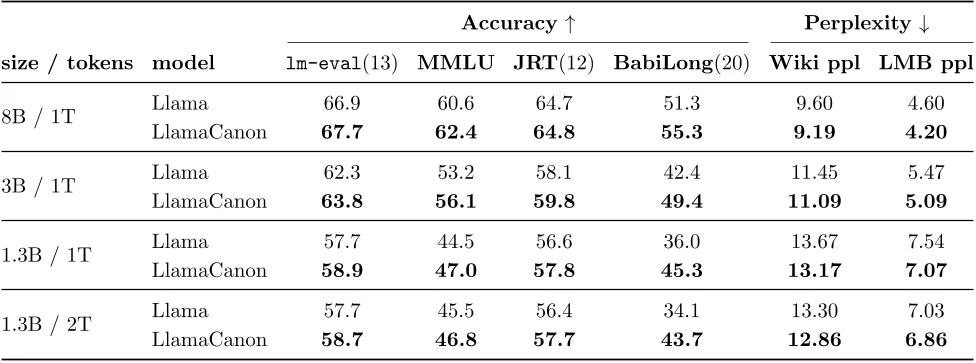 Accuracy ↑ Perplexity ↓
size / tokens model lm-eval(13) MMLU JRT(12) BabiLong(20) Wiki ppl LMB ppl
8B / 1T
Llama 66.9 60.6 64.7 51.3 9.60 4.60
LlamaCanon 67.7 62.4 64.8 55.3 9.19 4.20
3B / 1T
Llama 62.3 53.2 58.1 42.4 11.45 5.47
LlamaCanon 63.8 56.1 59.8 49.4 11.09 5.09
1.3B / 1T
Llama 57.7 44.5 56.6 36.0 13.67 7.54
LlamaCanon 58.9 47.0 57.8 45.3 13.17 7.07
1.3B / 2T
Llama 57.7 45.5 56.4 34.1 13.30 7.03
LlamaCanon 58.7 46.8 57.7 43.7 12.86 6.86